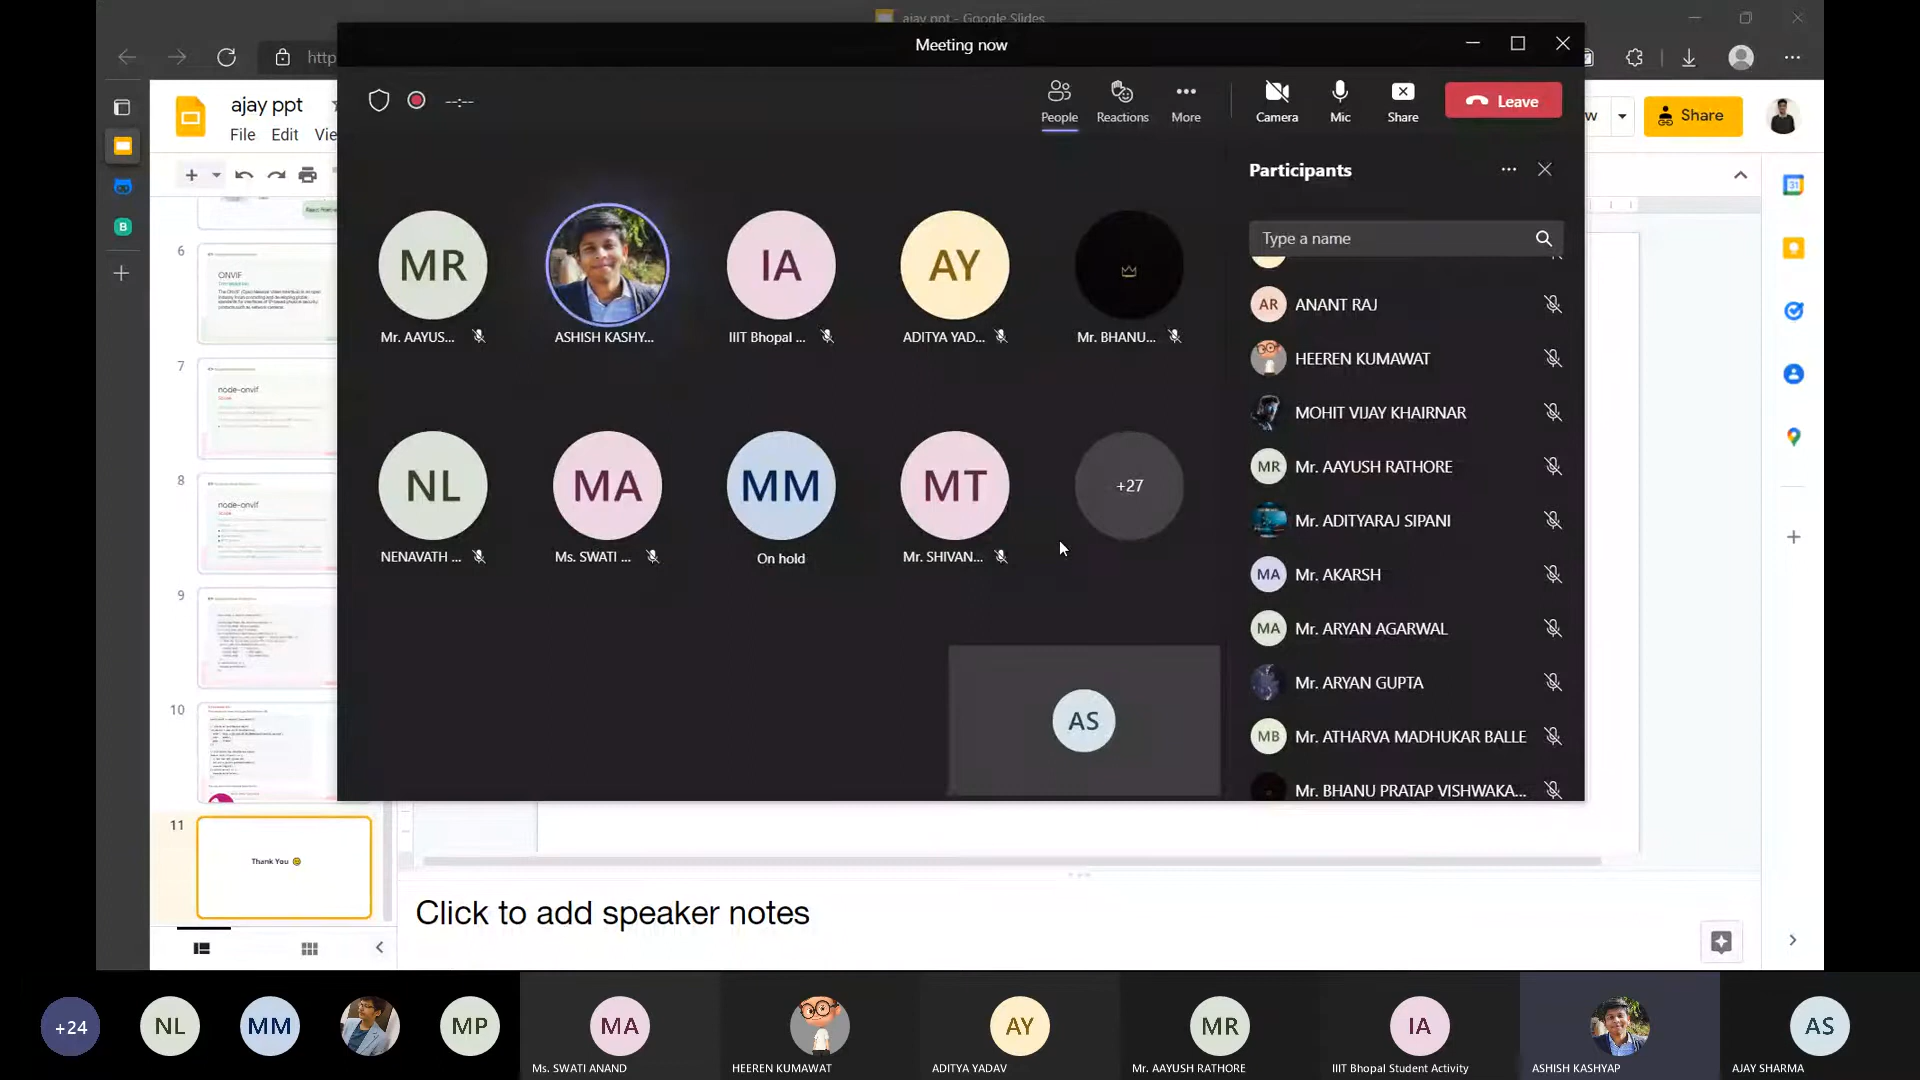 ajay ppt - Google Slides
Meeting now
http
ajay ppt
File Edit Vie
Share
--:--
People
Reactions
More
Camera
Mic
Share
Leave
Participants
Type a name
MR
IA
AY
Mr. AAYUS...
ASHISH KASHY...
IIIT Bhopal ...
ADITYA YAD...
Mr. BHANU...
NL
MA
MM
MT
+27
NENAVATH ...
Ms. SWATI ...
On hold
Mr. SHIVAN...
AS
AR ANANT RAJ
HEEREN KUMAWAT
MOHIT VIJAY KHAIRNAR
MR Mr. AAYUSH RATHORE
Mr. ADITYARAJ SIPANI
MA Mr. AKARSH
MA Mr. ARYAN AGARWAL
Mr. ARYAN GUPTA
MB Mr. ATHARVA MADHUKAR BALLE
Mr. BHANU PRATAP VISHWAKA...
6
ONVIF
7
node-onvif
8
node-onvif
9
10
11
Thank You
31
Click to add speaker notes
+24
NL
MM
MP
MA
Ms. SWATI ANAND
HEEREN KUMAWAT
AY
ADITYA YADAV
MR
Mr. AAYUSH RATHORE
IA
IIIT Bhopal Student Activity
ASHISH KASHYAP
AS
AJAY SHARMA